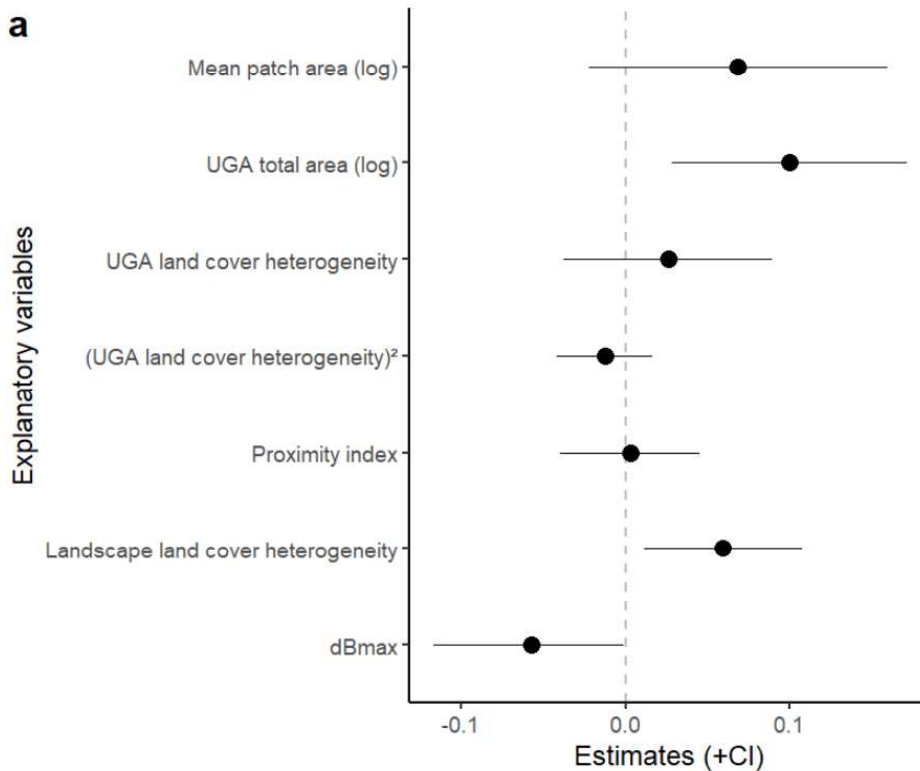 a
Mean patch area (log)
UGA total area (log)
UGA land cover heterogeneity
(UGA land cover heterogeneity)²
Proximity index
Landscape land cover heterogeneity
dBmax
Explanatory variables
-0.1 0.0 0.1
Estimates (+CI)